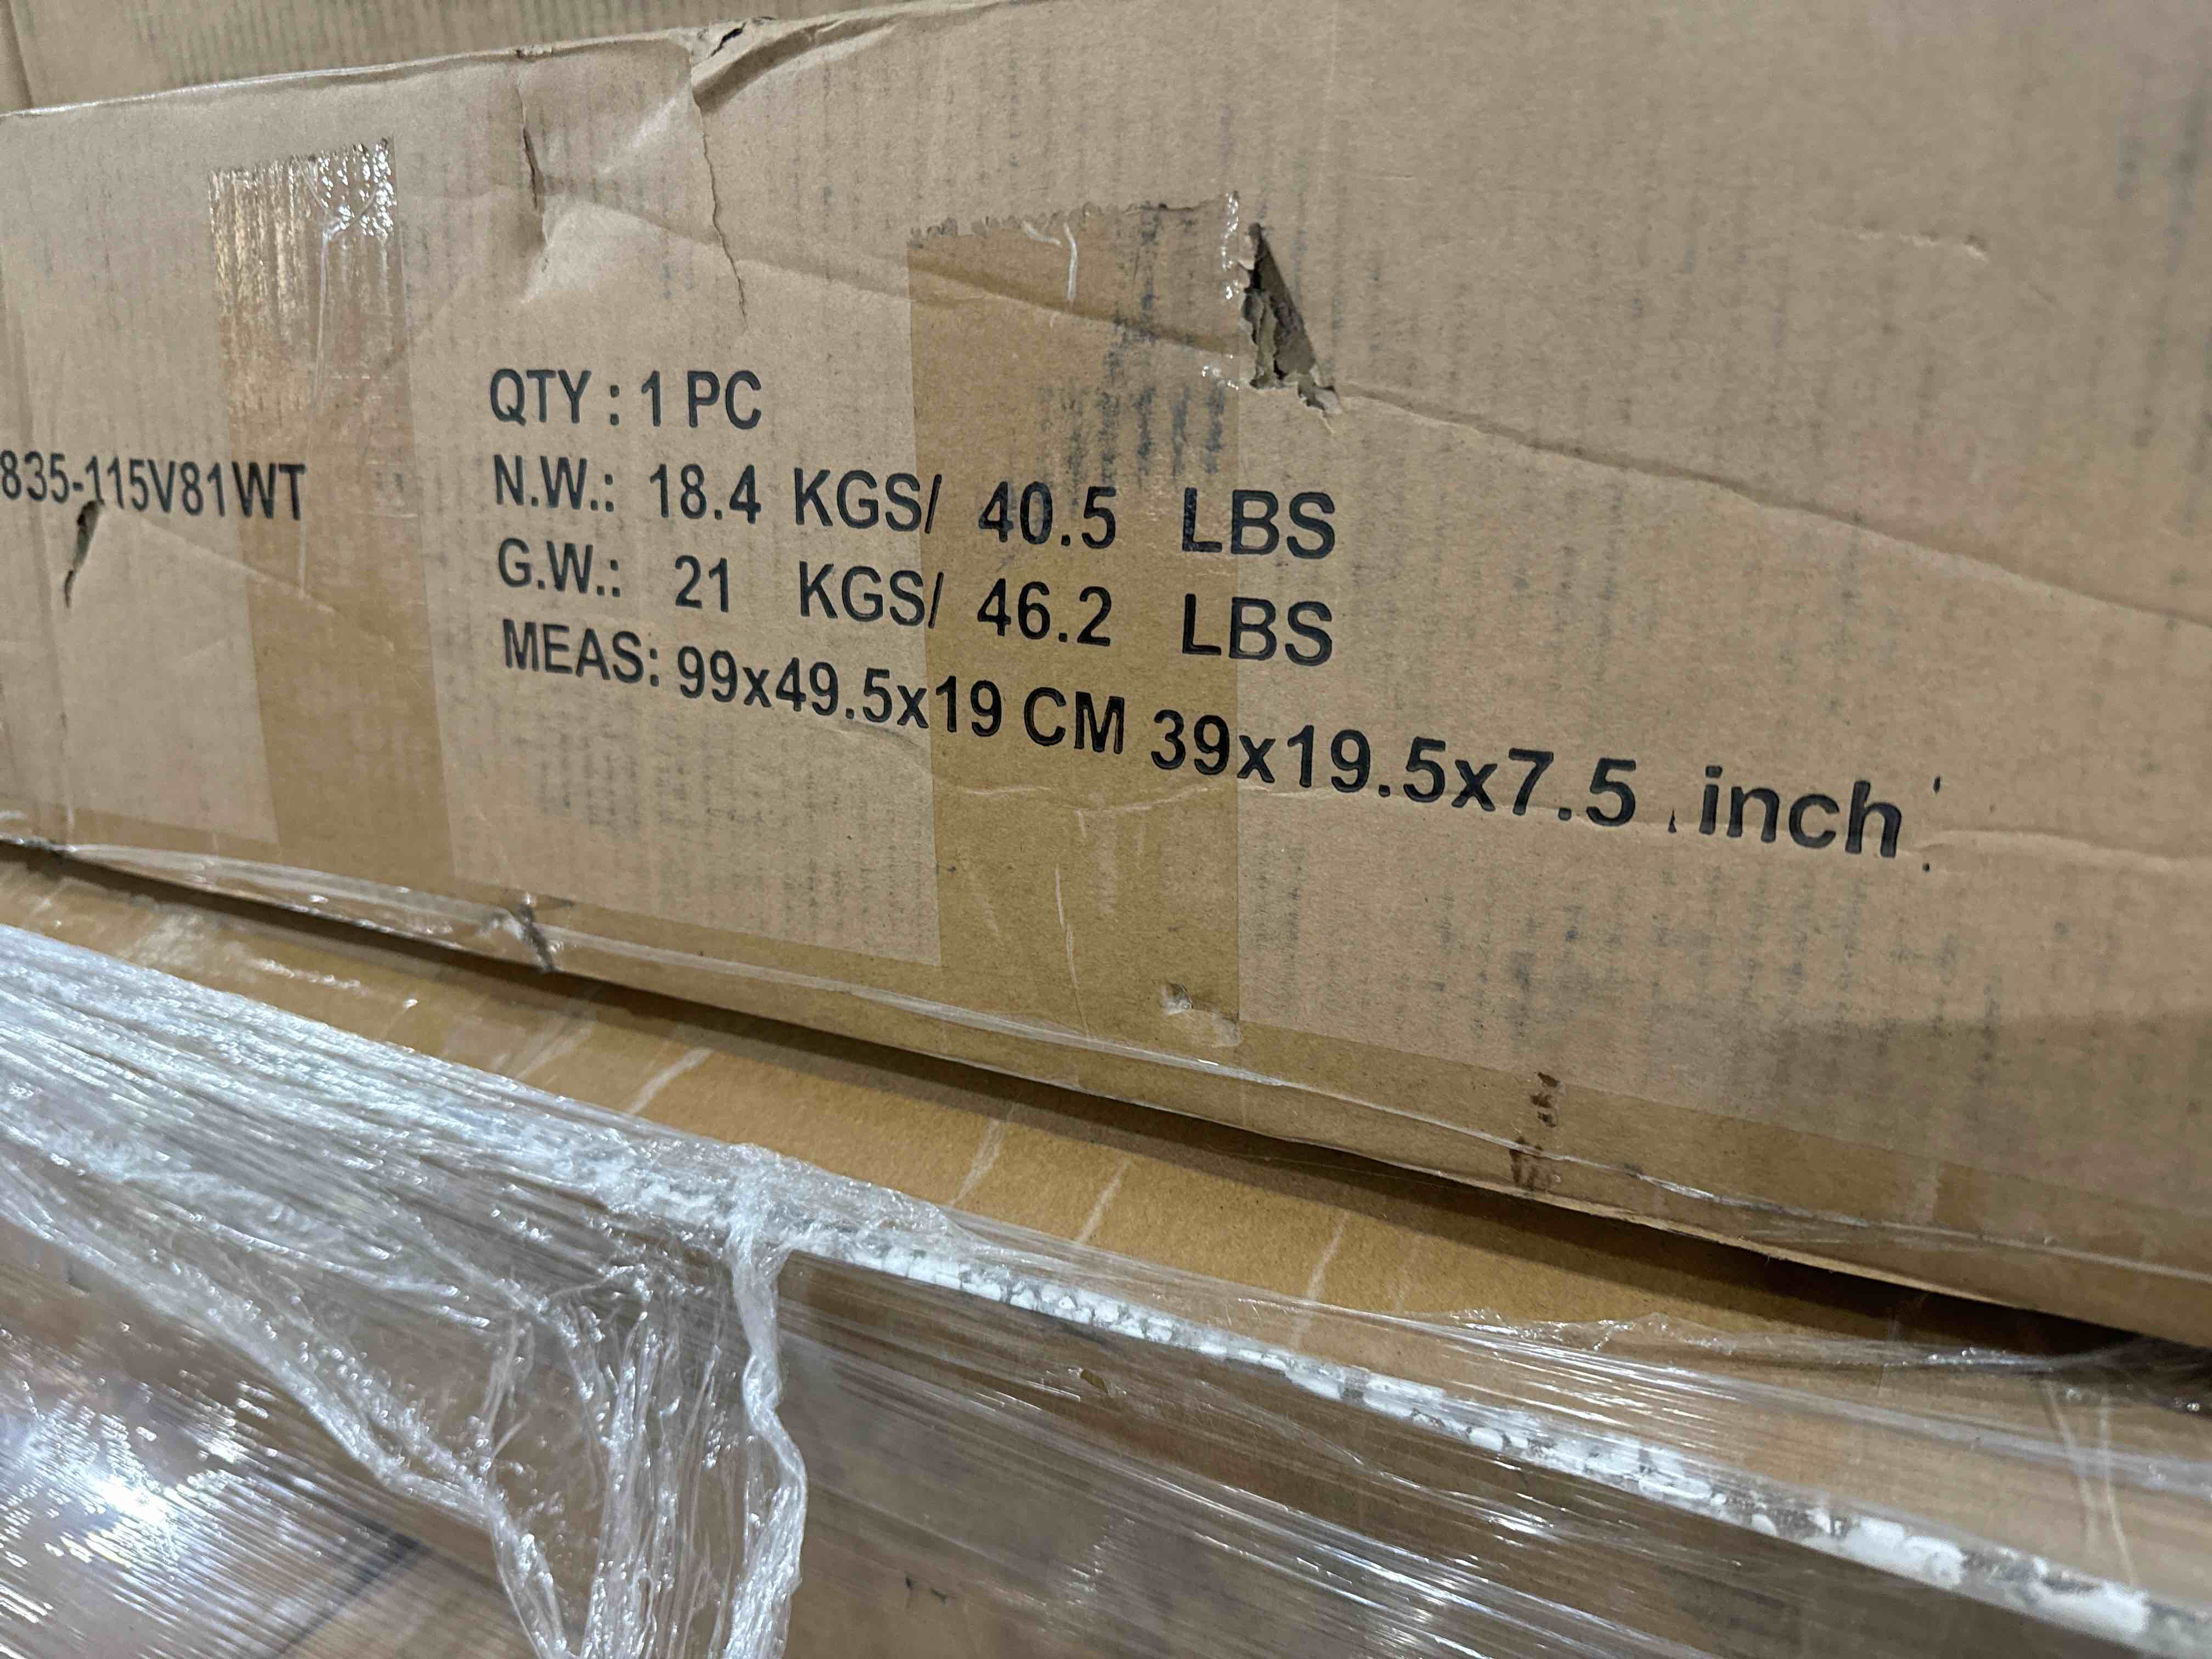 835-115V81WT
QTY : 1 PC
N.W.: 18.4 KGS/ 40.5 LBS
G.W.: 21 KGS/ 46.2 LBS
MEAS: 99x49.5x19 CM 39x19.5x7.5 inch